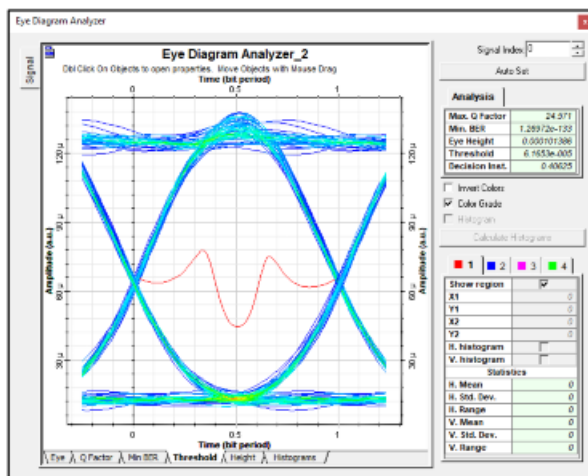 Eye Diagram Analyzer
Signal
Eye Diagram Analyzer_2
Dbl Click On Objects to open properties. Move Objects with Mouse Drag
Time (bit period)
0 0.5 1
Amplitude (a.u.)
120 µ
90 µ
60 µ
30 µ
Amplitude (a.u.)
120 µ
90 µ
60 µ
30 µ
0 0.5 1
Time (bit period)
Eye Q Factor Min BER Threshold Height Histograms
Signal Index: 0
Auto Set
Analysis
Max. Q Factor 24.971
Min. BER 1.28972e-133
Eye Height 0.000101386
Threshold 6.1653e-005
Decision Inst. 0.40625
Invert Colors
Color Grade
Histogram
Calculate Histograms
1 2 3 4
Show region
X1 0
Y1 0
X2 0
Y2 0
H. histogram
V. histogram
Statistics
H. Mean 0
H. Std. Dev. 0
H. Range 0
V. Mean 0
V. Std. Dev. 0
V. Range 0